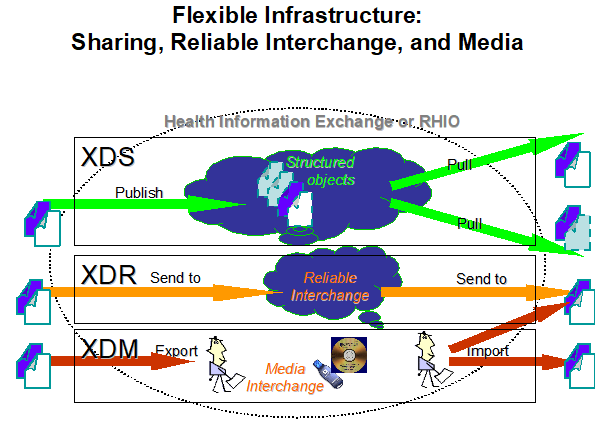 Flexible Infrastructure:
Sharing, Reliable Interchange, and Media
Health Information Exchange or RHIO
XDS
Structured
objects
Pull
Publish
Pull
XDR
Send to
Reliable
Interchange
Send to
XDM
Export
Media
Interchange
Import